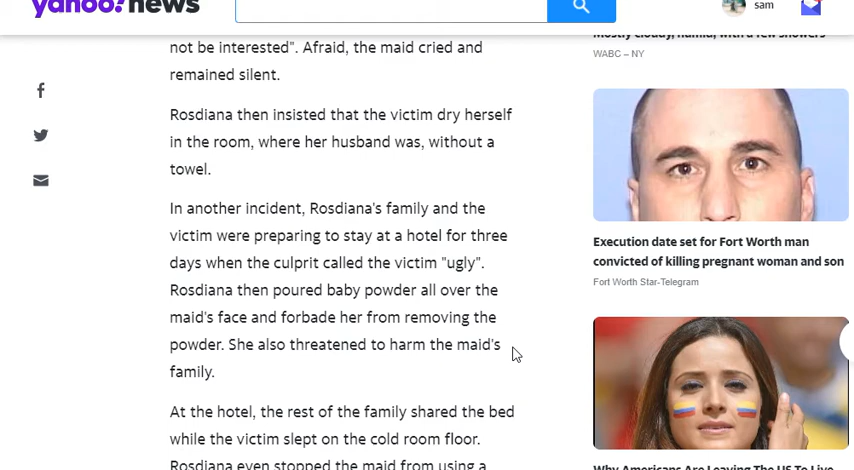 yahoo!news
sam
not be interested". Afraid, the maid cried and
remained silent.
Rosdiana then insisted that the victim dry herself
in the room, where her husband was, without a
towel.
In another incident, Rosdiana's family and the
victim were preparing to stay at a hotel for three
days when the culprit called the victim "ugly".
Rosdiana then poured baby powder all over the
maid's face and forbade her from removing the
powder. She also threatened to harm the maid's
family.
At the hotel, the rest of the family shared the bed
while the victim slept on the cold room floor.
Rosdiana even stopped the maid from using a
Mostly cloudy, humid, with a few showers
WABC – NY
Execution date set for Fort Worth man
convicted of killing pregnant woman and son
Fort Worth Star-Telegram
Why Americans Are Leaving The US To Live